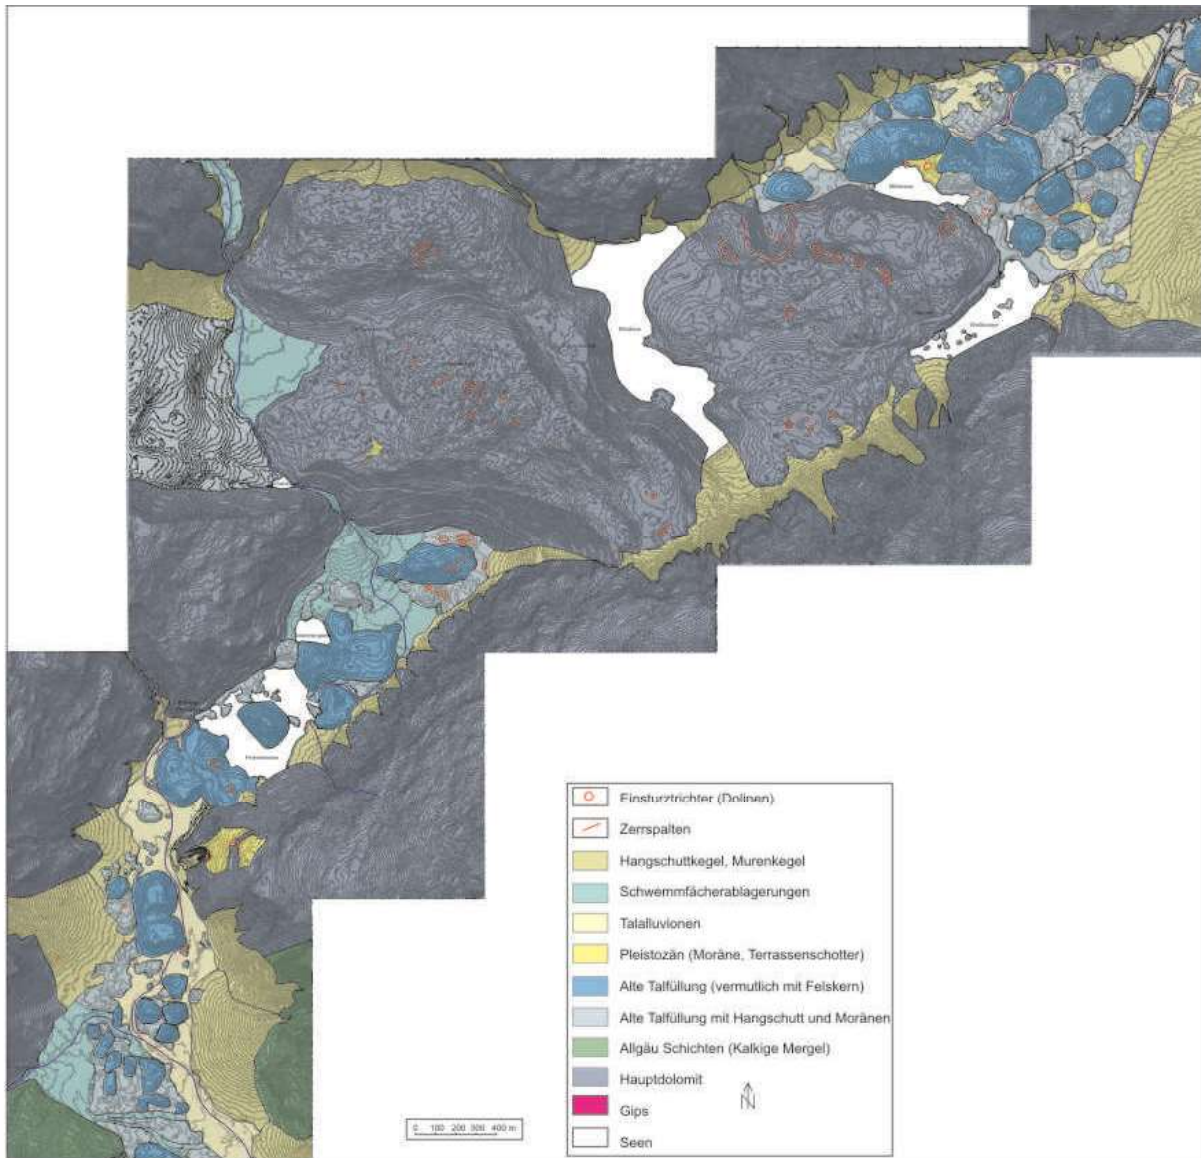 Blindsee
Einsturztrichter (Dolinen)
Zerrspalten
Hangschuttkegel, Murenkegel
Schwemmfächerablagerungen
Talalluvionen
Pleistozän (Moräne, Terrassenschotter)
Alte Talfüllung (vermutlich mit Felskern)
Alte Talfüllung mit Hangschutt und Moränen
Allgäu Schichten (Kalkige Mergel)
Hauptdolomit
N
Gips
0 100 200 300 400 m
Seen